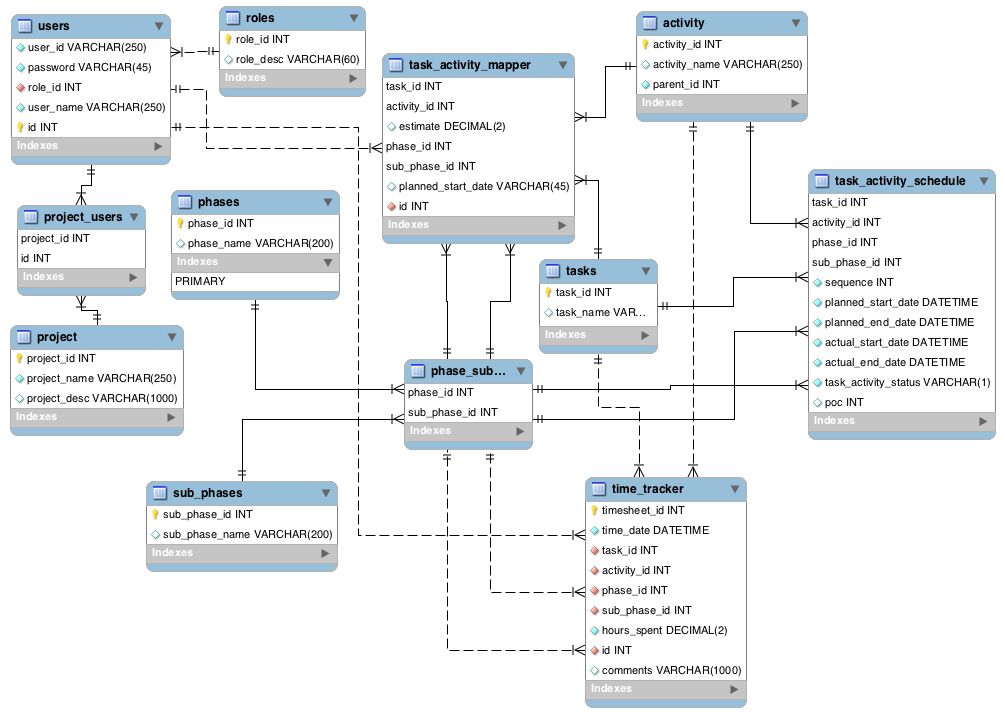 users
user_id VARCHAR(250)
password VARCHAR(45)
role_id INT
user_name VARCHAR(250)
id INT
Indexes
roles
role_id INT
role_desc VARCHAR(60)
Indexes
task_activity_mapper
task_id INT
activity_id INT
estimate DECIMAL(2)
phase_id INT
sub_phase_id INT
planned_start_date VARCHAR(45)
id INT
Indexes
activity
activity_id INT
activity_name VARCHAR(250)
parent_id INT
Indexes
task_activity_schedule
task_id INT
activity_id INT
phase_id INT
sub_phase_id INT
sequence INT
planned_start_date DATETIME
planned_end_date DATETIME
actual_start_date DATETIME
actual_end_date DATETIME
task_activity_status VARCHAR(1)
poc INT
Indexes
project_users
project_id INT
id INT
Indexes
phases
phase_id INT
phase_name VARCHAR(200)
Indexes
PRIMARY
tasks
task_id INT
task_name VAR...
Indexes
project
project_id INT
project_name VARCHAR(250)
project_desc VARCHAR(1000)
Indexes
phase_sub...
phase_id INT
sub_phase_id INT
Indexes
sub_phases
sub_phase_id INT
sub_phase_name VARCHAR(200)
Indexes
time_tracker
timesheet_id INT
time_date DATETIME
task_id INT
activity_id INT
phase_id INT
sub_phase_id INT
hours_spent DECIMAL(2)
id INT
comments VARCHAR(1000)
Indexes